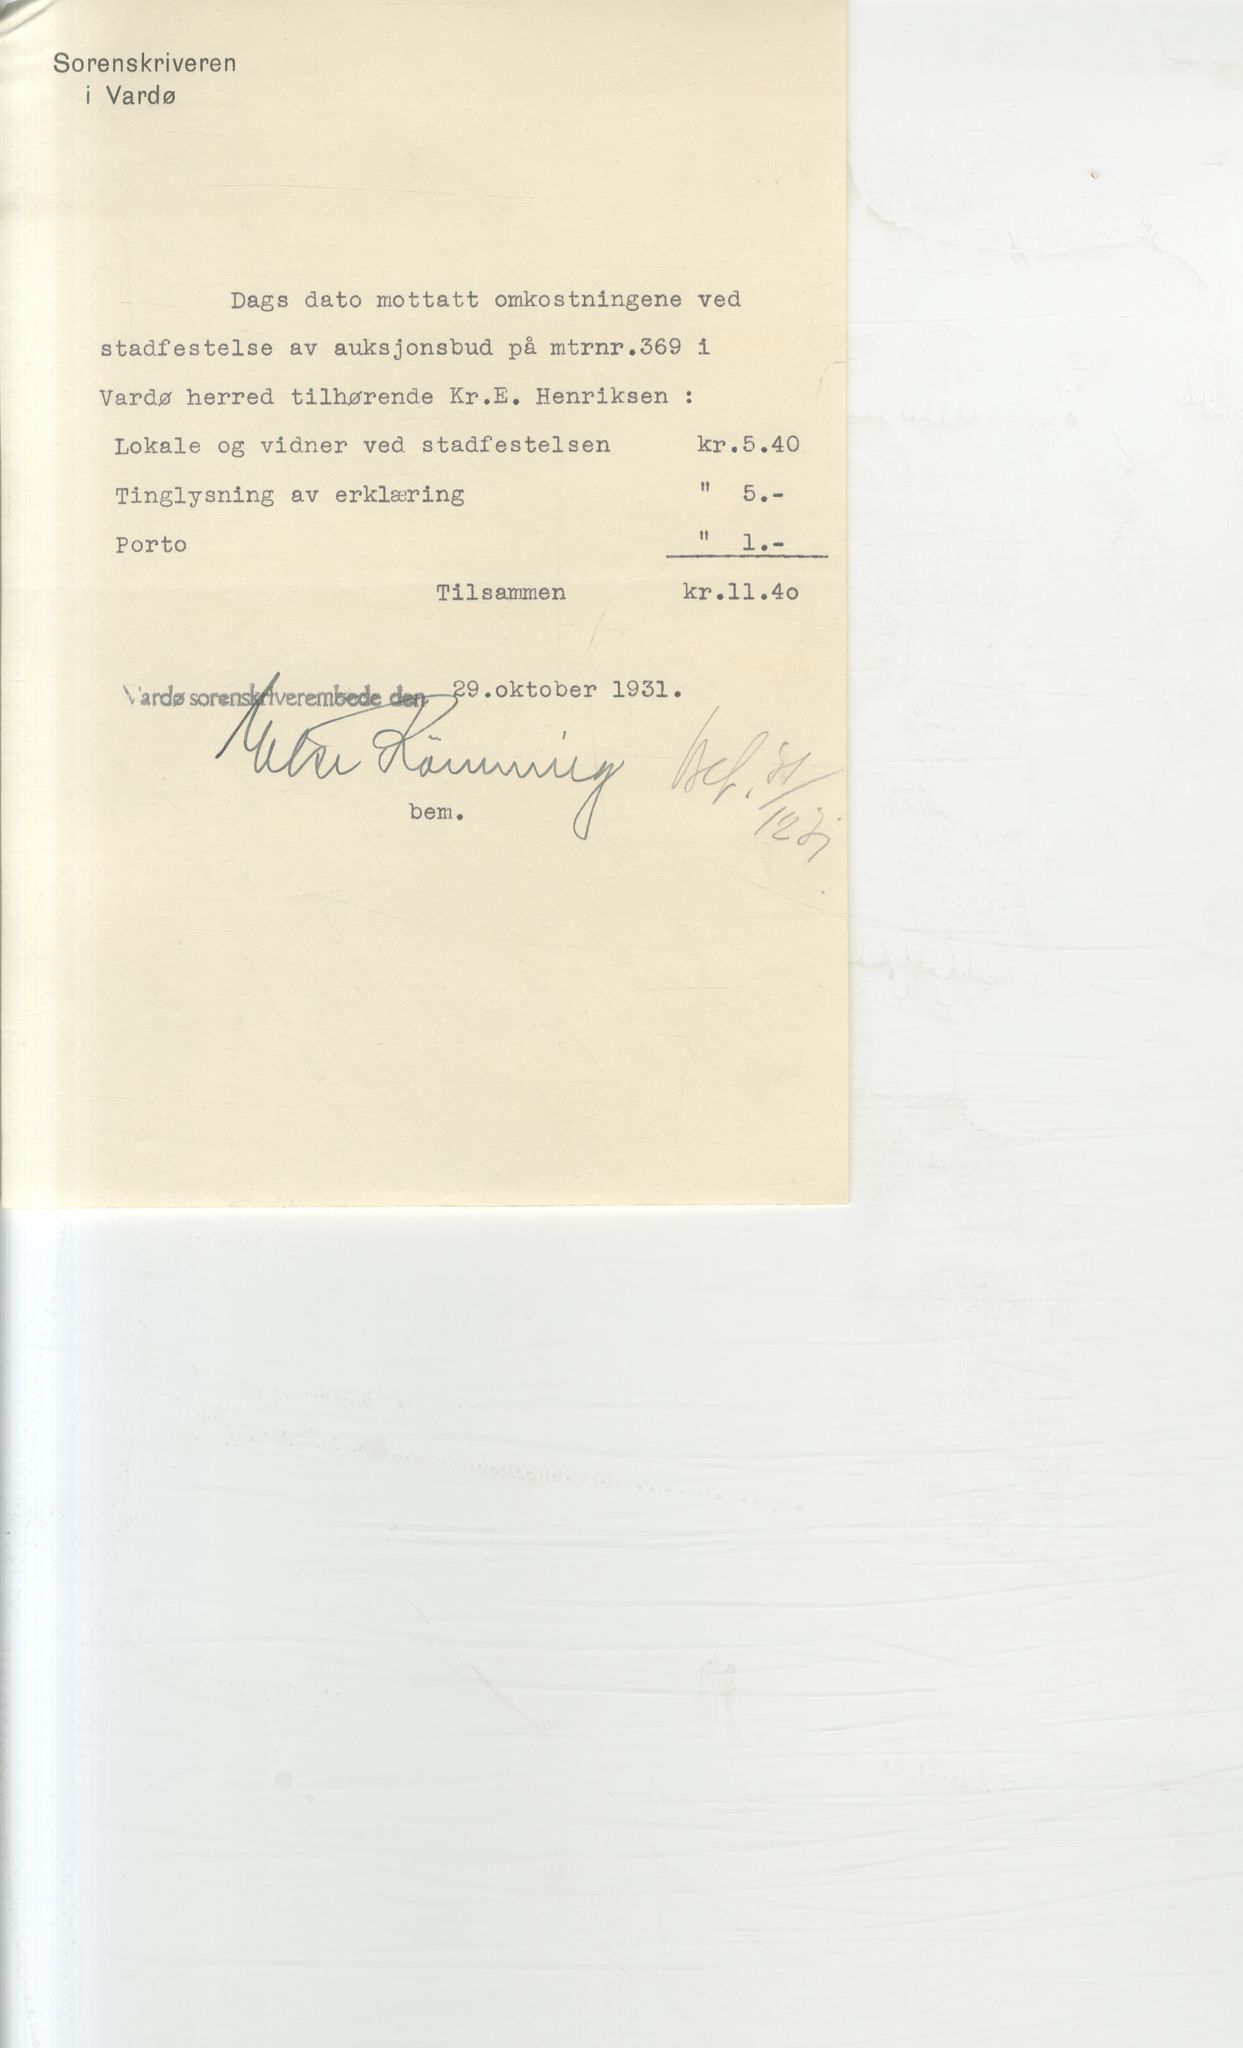 Sorenskriveren
i Vardø
Dags dato mottatt omkostningene ved
stadfestelse av auksjonsbud på mtrnr.369 i
Vardø herred tilhørende Kr.E. Henriksen :
Lokale og vidner ved stadfestelsen kr.5.40
Tinglysning av erklæring " 5.-
Porto " 1.-
Tilsammen kr.11.4o
Vardø sorenskriverembede den 29.oktober 1931.
bem.